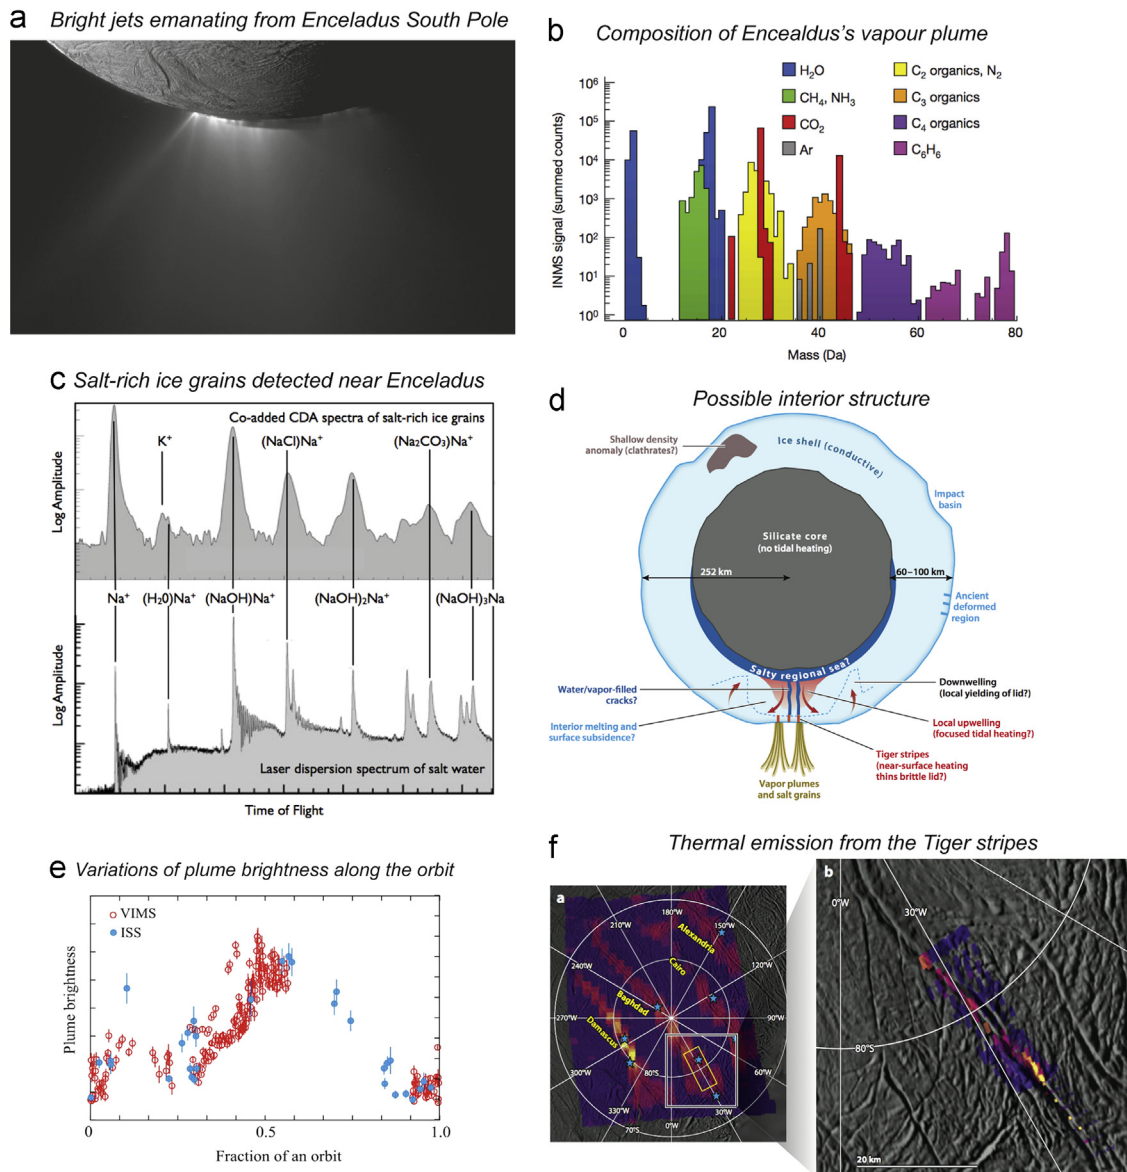 a Bright jets emanating from Enceladus South Pole
b Composition of Encealdus's vapour plume
INMS signal (summed counts)
10⁶
10⁵
10⁴
10³
10²
10¹
10⁰
H₂O
CH₄, NH₃
CO₂
Ar
C₂ organics, N₂
C₃ organics
C₄ organics
C₆H₆
0 20 40 60 80
Mass (Da)
c Salt-rich ice grains detected near Enceladus
Co-added CDA spectra of salt-rich ice grains
K⁺ (NaCl)Na⁺ (Na₂CO₃)Na⁺
Log Amplitude
Na⁺ (H₂0)Na⁺ (NaOH)Na⁺ (NaOH)₂Na⁺ (NaOH)₃Na
Log Amplitude
Laser dispersion spectrum of salt water
Time of Flight
d Possible interior structure
Shallow density
anomaly (clathrates?)
Ice shell (conductive)
Impact
basin
Silicate core
(no tidal heating)
252 km
60–100 km
Ancient
deformed
region
Salty regional sea?
Water/vapor-filled
cracks?
Downwelling
(local yielding of lid?)
Interior melting and
surface subsidence?
Local upwelling
(focused tidal heating?)
Tiger stripes
(near-surface heating
thins brittle lid?)
Vapor plumes
and salt grains
e Variations of plume brightness along the orbit
VIMS
ISS
Plume brightness
0 0.5 1.0
Fraction of an orbit
f Thermal emission from the Tiger stripes
a
180°W
150°W
120°W
90°W
60°W
30°W
0°W
330°W
300°W
270°W
240°W
210°W
80°S
70°S
Alexandria
Cairo
Baghdad
Damascus
b
0°W
30°W
80°S
20 km